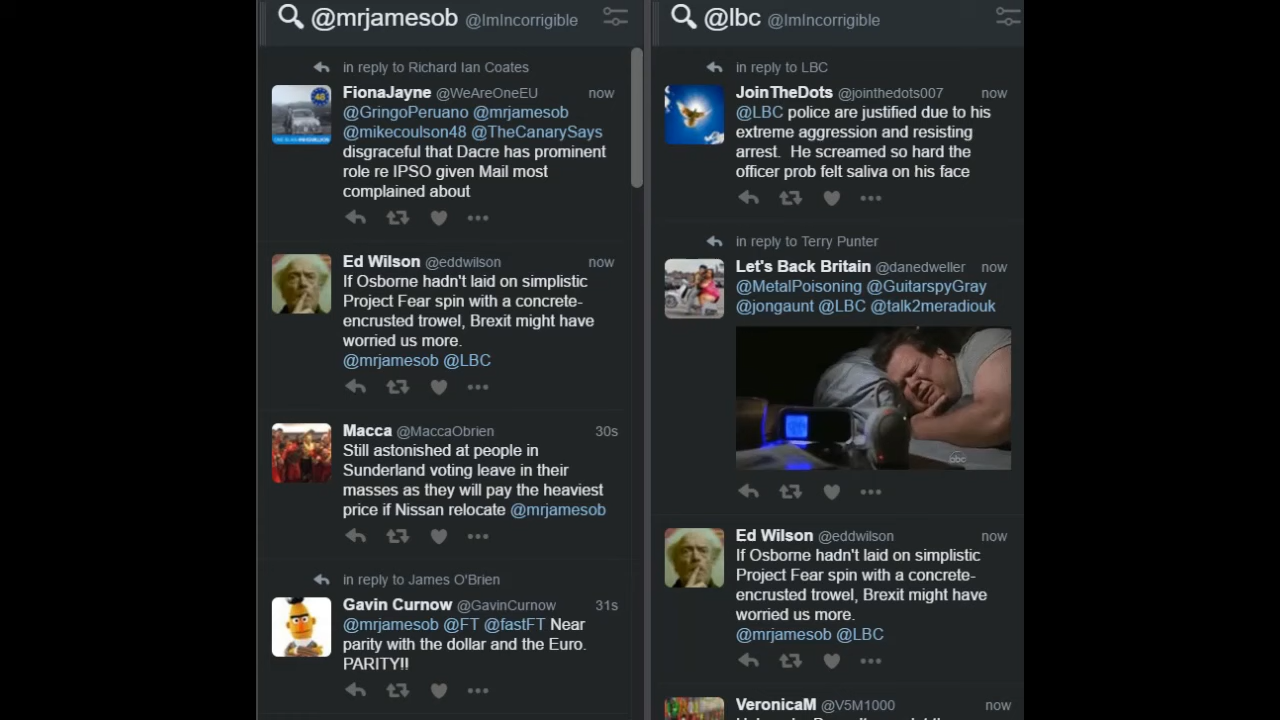 @mrjamesob @ImIncorrigible
in reply to Richard Ian Coates
FionaJayne @WeAreOneEU now
@GringoPeruano @mrjamesob
@mikecoulson48 @TheCanarySays
disgraceful that Dacre has prominent
role re IPSO given Mail most
complained about
Ed Wilson @eddwilson now
If Osborne hadn't laid on simplistic
Project Fear spin with a concrete-
encrusted trowel, Brexit might have
worried us more.
@mrjamesob @LBC
Macca @MaccaObrien 30s
Still astonished at people in
Sunderland voting leave in their
masses as they will pay the heaviest
price if Nissan relocate @mrjamesob
in reply to James O'Brien
Gavin Curnow @GavinCurnow 31s
@mrjamesob @FT @fastFT Near
parity with the dollar and the Euro.
PARITY!!
@lbc @ImIncorrigible
in reply to LBC
JoinTheDots @jointhedots007 now
@LBC police are justified due to his
extreme aggression and resisting
arrest. He screamed so hard the
officer prob felt saliva on his face
in reply to Terry Punter
Let's Back Britain @danedweller now
@MetalPoisoning @GuitarspyGray
@jongaunt @LBC @talk2meradiouk
abc
Ed Wilson @eddwilson now
If Osborne hadn't laid on simplistic
Project Fear spin with a concrete-
encrusted trowel, Brexit might have
worried us more.
@mrjamesob @LBC
VeronicaM @V5M1000 now